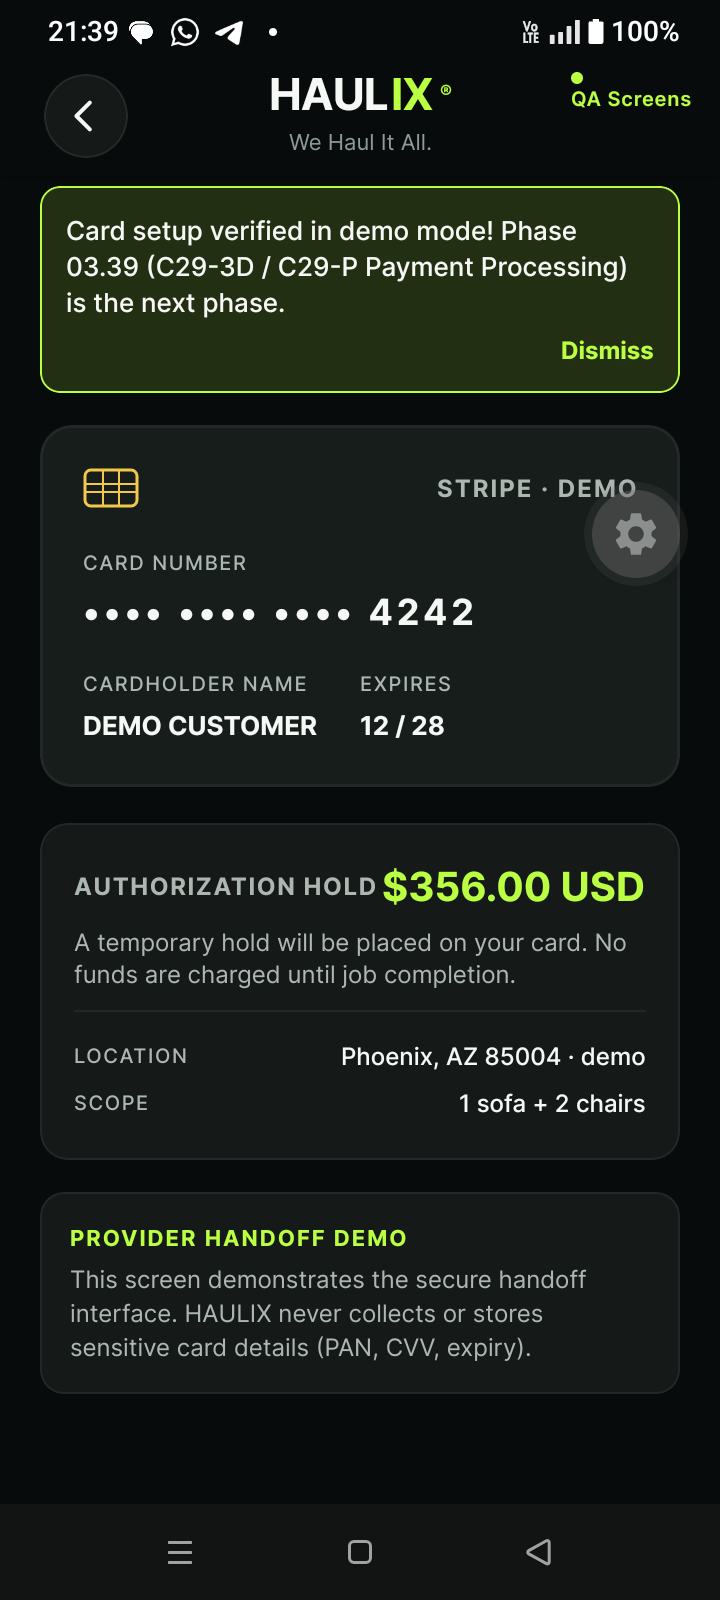 21:39
Vo LTE 100%
HAULIX ®
We Haul It All.
QA Screens
Card setup verified in demo mode! Phase
03.39 (C29-3D / C29-P Payment Processing)
is the next phase.
Dismiss
STRIPE · DEMO
CARD NUMBER
•••• •••• •••• 4242
CARDHOLDER NAME EXPIRES
DEMO CUSTOMER 12 / 28
AUTHORIZATION HOLD $356.00 USD
A temporary hold will be placed on your card. No
funds are charged until job completion.
LOCATION Phoenix, AZ 85004 · demo
SCOPE 1 sofa + 2 chairs
PROVIDER HANDOFF DEMO
This screen demonstrates the secure handoff
interface. HAULIX never collects or stores
sensitive card details (PAN, CVV, expiry).